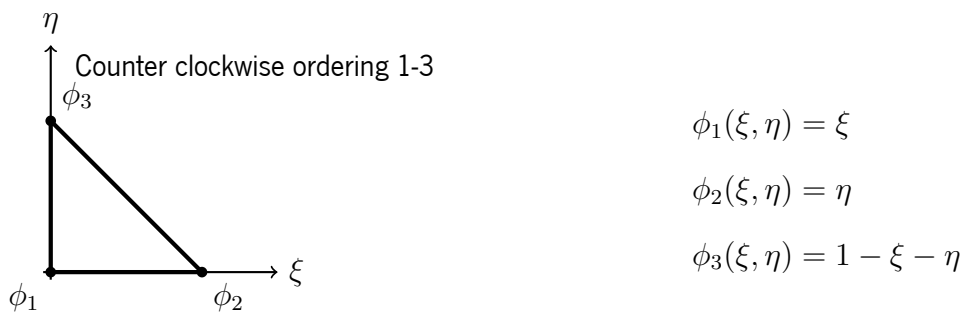 η
Counter clockwise ordering 1-3
ϕ₃
ξ
ϕ₁
ϕ₂
ϕ₁(ξ, η) = ξ
ϕ₂(ξ, η) = η
ϕ₃(ξ, η) = 1 − ξ − η